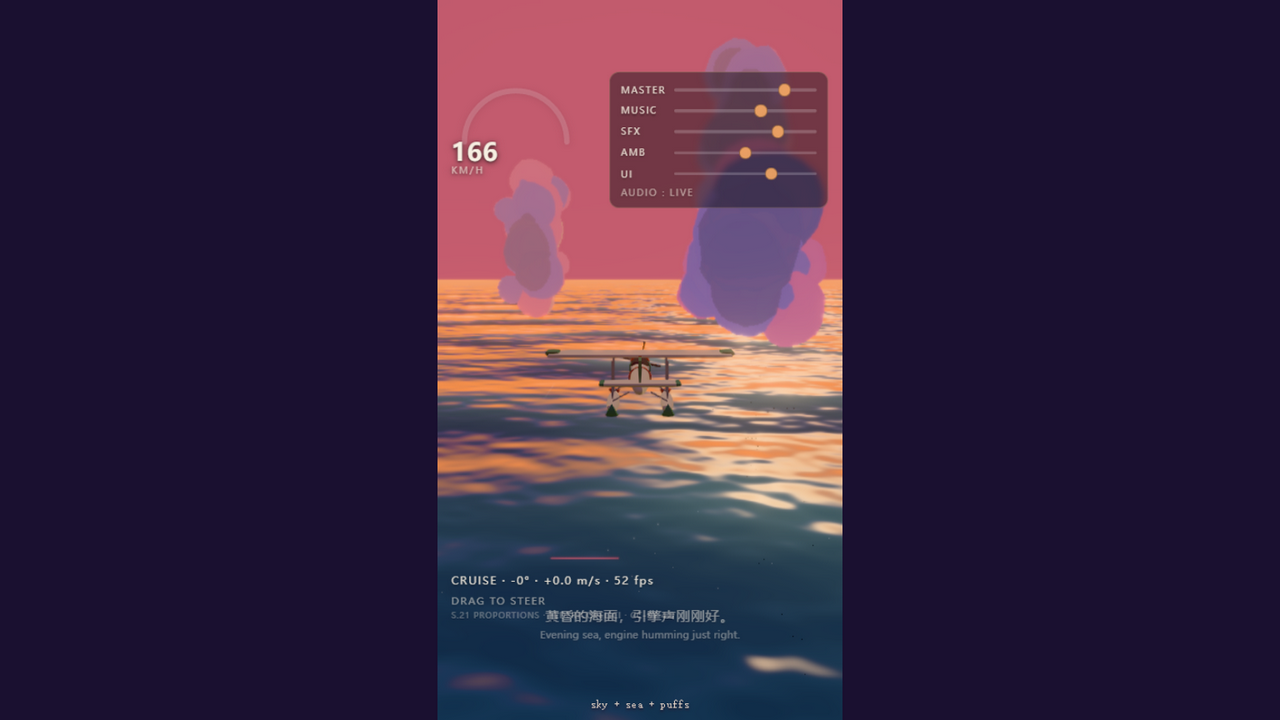 MASTER
MUSIC
SFX
AMB
UI
AUDIO : LIVE
166
KM/H
CRUISE · -0° · +0.0 m/s · 52 fps
DRAG TO STEER
S.21 PROPORTIONS
黄昏的海面，引擎声刚刚好。
Evening sea, engine humming just right.
sky + sea + puffs